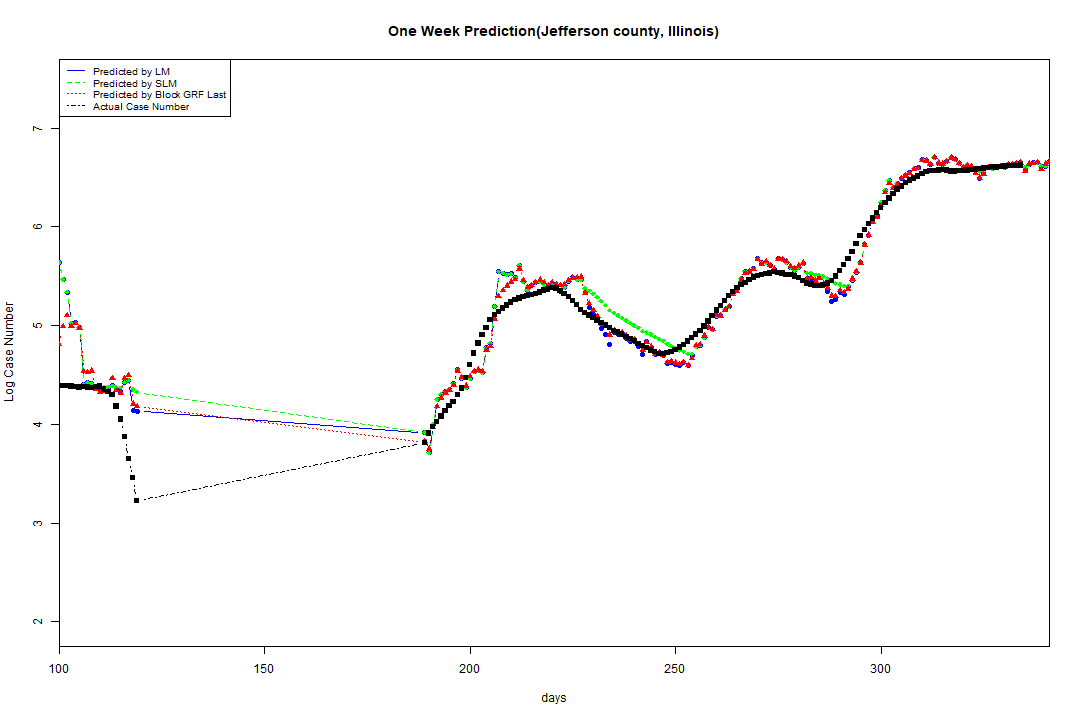 One Week Prediction(Jefferson county, Illinois)
Predicted by LM
Predicted by SLM
Predicted by Block GRF Last
Actual Case Number
Log Case Number
7
6
5
4
3
2
100 150 200 250 300
days